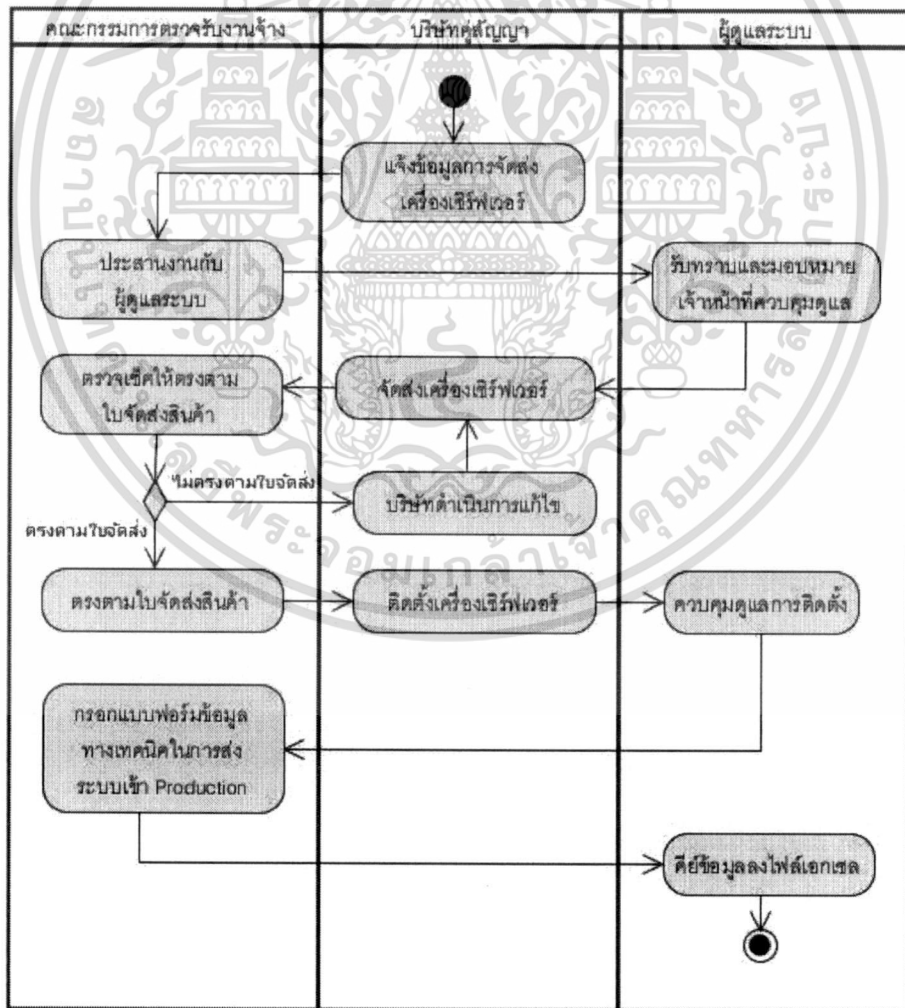 คณะกรรมการตรวจรับงานจ้าง
บริษัทคู่สัญญา
ผู้ดูแลระบบ
แจ้งข้อมูลการจัดส่ง
เครื่องเซิร์ฟเวอร์
ประสานงานกับ
ผู้ดูแลระบบ
รับทราบและมอบหมาย
เจ้าหน้าที่ควบคุมดูแล
ตรวจเช็คให้ตรงตาม
ใบจัดส่งสินค้า
จัดส่งเครื่องเซิร์ฟเวอร์
ไม่ตรงตามใบจัดส่ง
บริษัทดำเนินการแก้ไข
ตรงตามใบจัดส่ง
ตรงตามใบจัดส่งสินค้า
ติดตั้งเครื่องเซิร์ฟเวอร์
ควบคุมดูแลการติดตั้ง
กรอกแบบฟอร์มข้อมูล
ทางเทคนิคในการส่ง
ระบบเข้า Production
คีย์ข้อมูลลงไฟล์เอกเซล